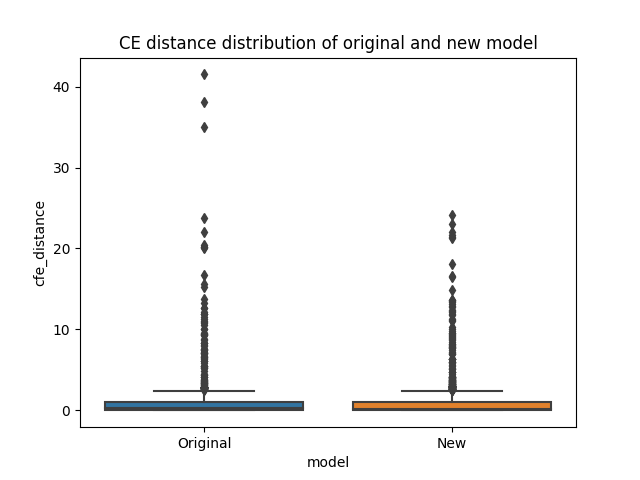 CE distance distribution of original and new model
40
30
20
10
0
cfe_distance
Original
New
model